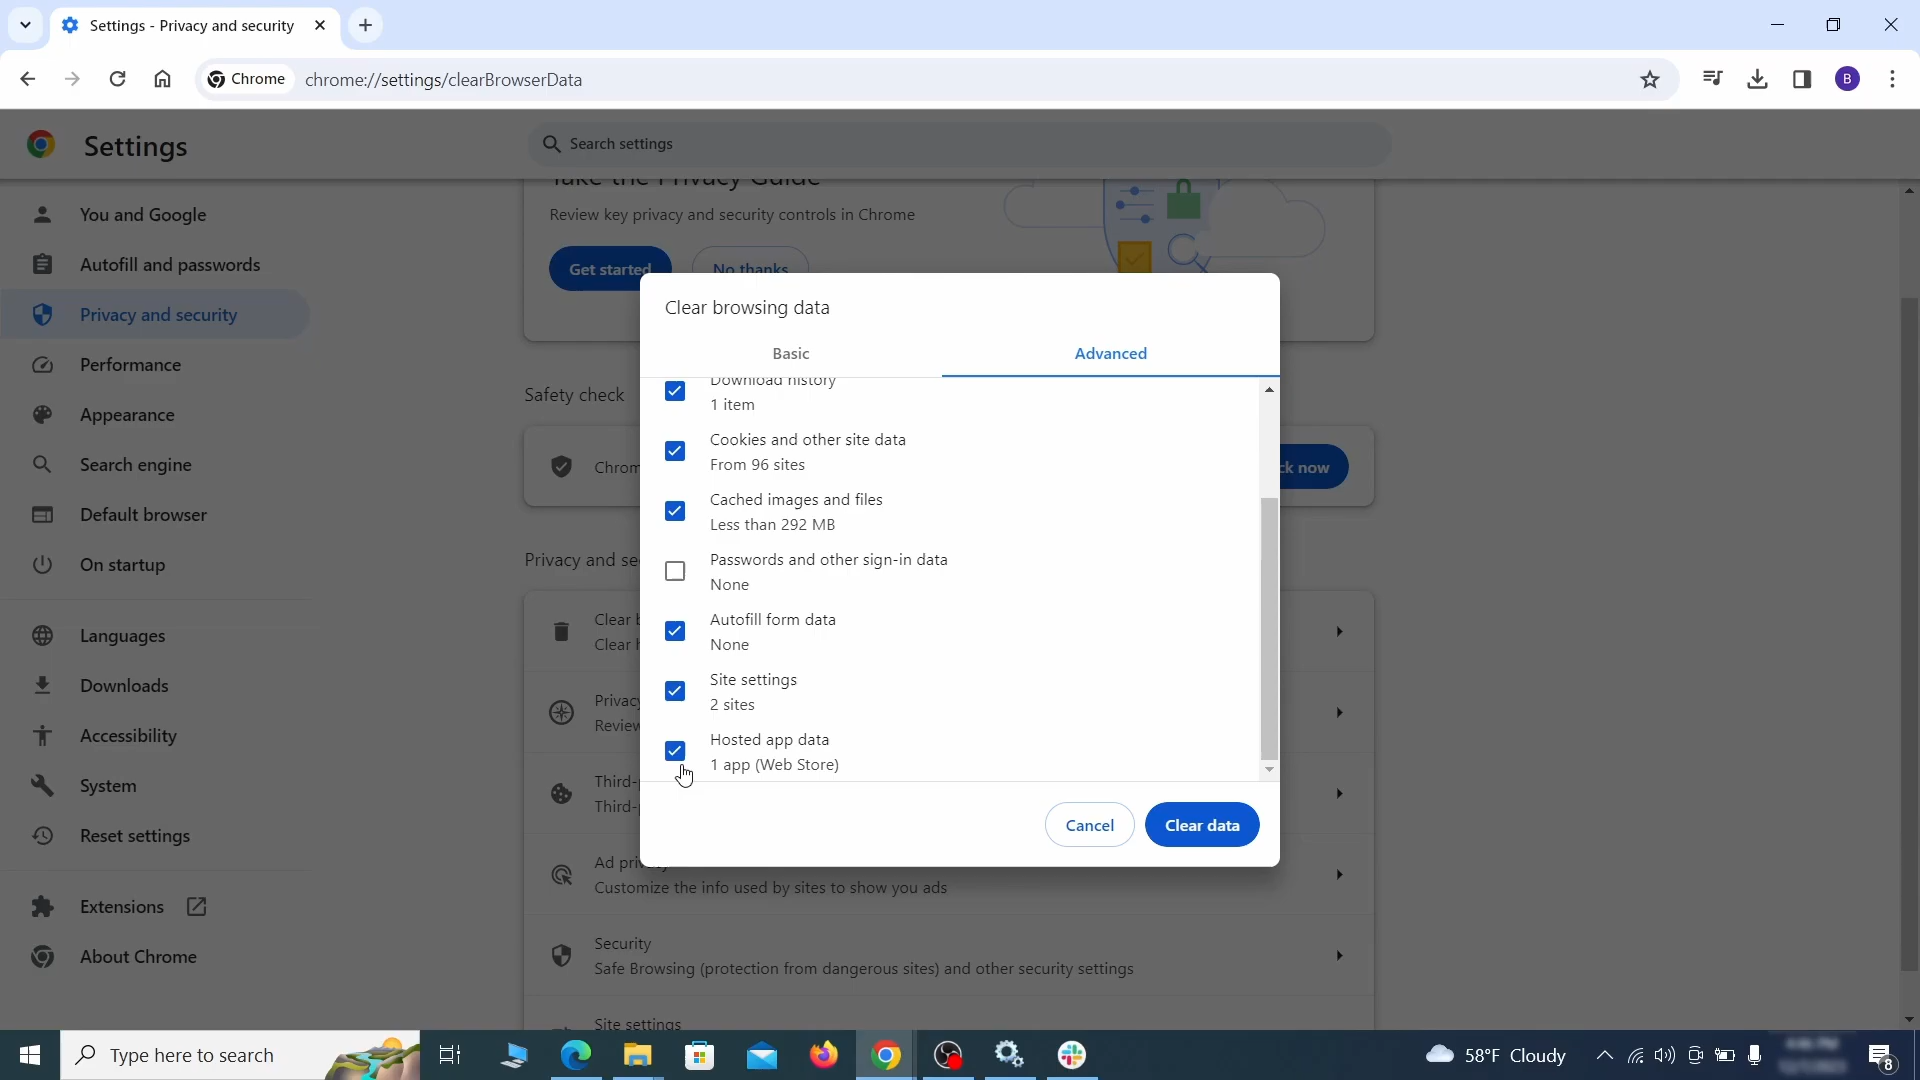 Settings - Privacy and security
Chrome
chrome://settings/clearBrowserData
B
Settings
Search settings
Take the Privacy Guide
Review key privacy and security controls in Chrome
Get started
No thanks
You and Google
Autofill and passwords
Privacy and security
Performance
Appearance
Search engine
Default browser
On startup
Languages
Downloads
Accessibility
System
Reset settings
Extensions
About Chrome
Safety check
Chrom
ck now
Privacy and se
Clear b
Clear h
Privacy
Review
Third-p
Third-p
Ad priva
Customize the info used by sites to show you ads
Security
Safe Browsing (protection from dangerous sites) and other security settings
Site settings
Clear browsing data
Basic
Advanced
Download history
1 item
Cookies and other site data
From 96 sites
Cached images and files
Less than 292 MB
Passwords and other sign-in data
None
Autofill form data
None
Site settings
2 sites
Hosted app data
1 app (Web Store)
Cancel
Clear data
Type here to search
58°F Cloudy
8